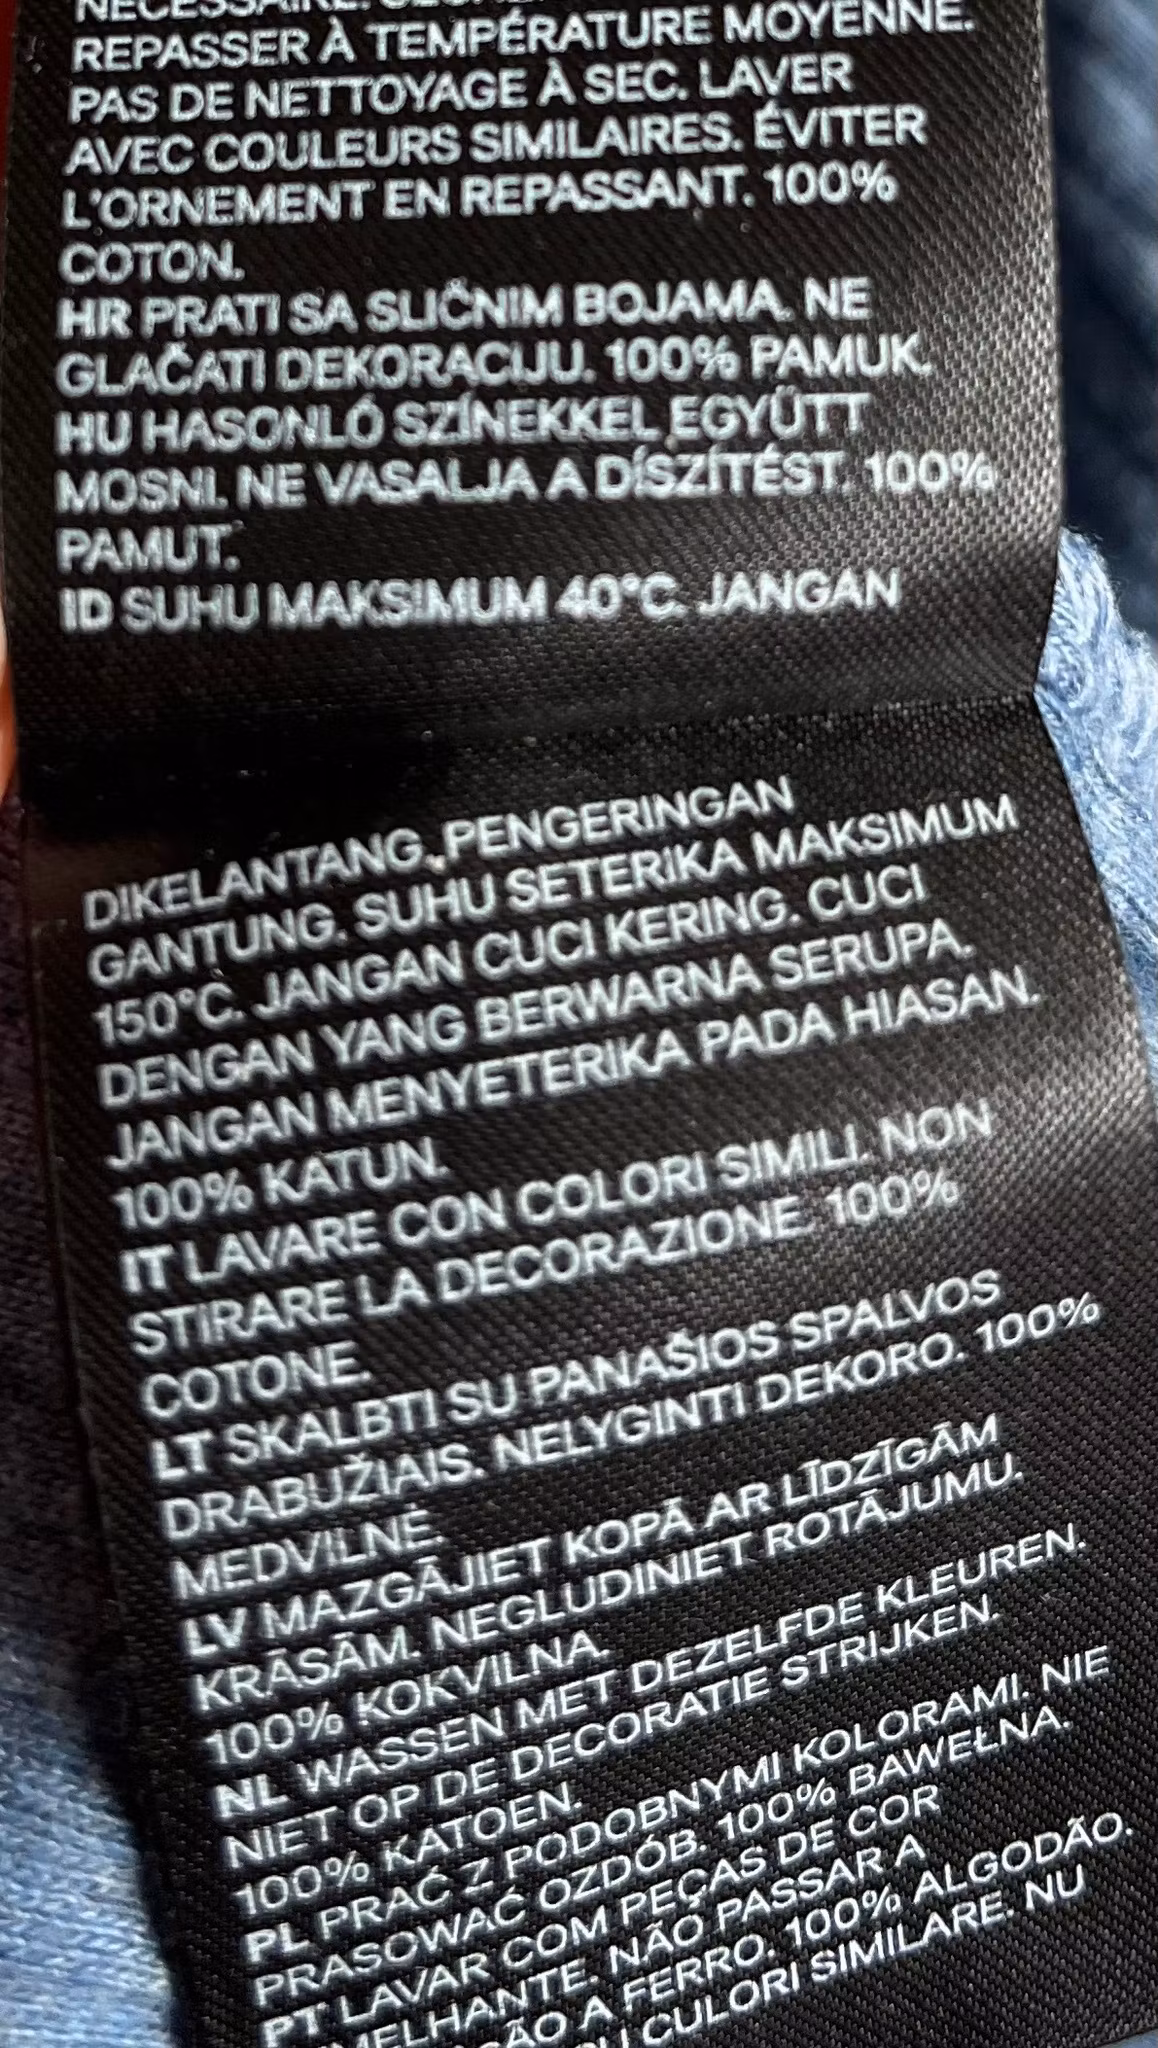 NÉCESSAIRE.
REPASSER À TEMPÉRATURE MOYENNE.
PAS DE NETTOYAGE À SEC. LAVER
AVEC COULEURS SIMILAIRES. ÉVITER
L'ORNEMENT EN REPASSANT. 100%
COTON.
HR PRATI SA SLIČNIM BOJAMA. NE
GLAČATI DEKORACIJU. 100% PAMUK.
HU HASONLÓ SZÍNEKKEL EGYÜTT
MOSNI. NE VASALJA A DÍSZÍTÉST. 100%
PAMUT.
ID SUHU MAKSIMUM 40°C. JANGAN
DIKELANTANG. PENGERINGAN
GANTUNG. SUHU SETERIKA MAKSIMUM
150°C. JANGAN CUCI KERING. CUCI
DENGAN YANG BERWARNA SERUPA.
JANGAN MENYETERIKA PADA HIASAN.
100% KATUN.
IT LAVARE CON COLORI SIMILI. NON
STIRARE LA DECORAZIONE. 100%
COTONE.
LT SKALBTI SU PANAŠIOS SPALVOS
DRABUŽIAIS. NELYGINTI DEKORO. 100%
MEDVILNĖ.
LV MAZGĀJIET KOPĀ AR LĪDZĪGĀM
KRĀSĀM. NEGLUDINIET ROTĀJUMU.
100% KOKVILNA.
NL WASSEN MET DEZELFDE KLEUREN.
NIET OP DE DECORATIE STRIJKEN.
100% KATOEN.
PL PRAĆ Z PODOBNYMI KOLORAMI. NIE
PRASOWAĆ OZDÓB. 100% BAWEŁNA.
PT LAVAR COM PEÇAS DE COR
MELHANTE. NÃO PASSAR A
ÇÃO A FERRO. 100% ALGODÃO.
CU CULORI SIMILARE. NU